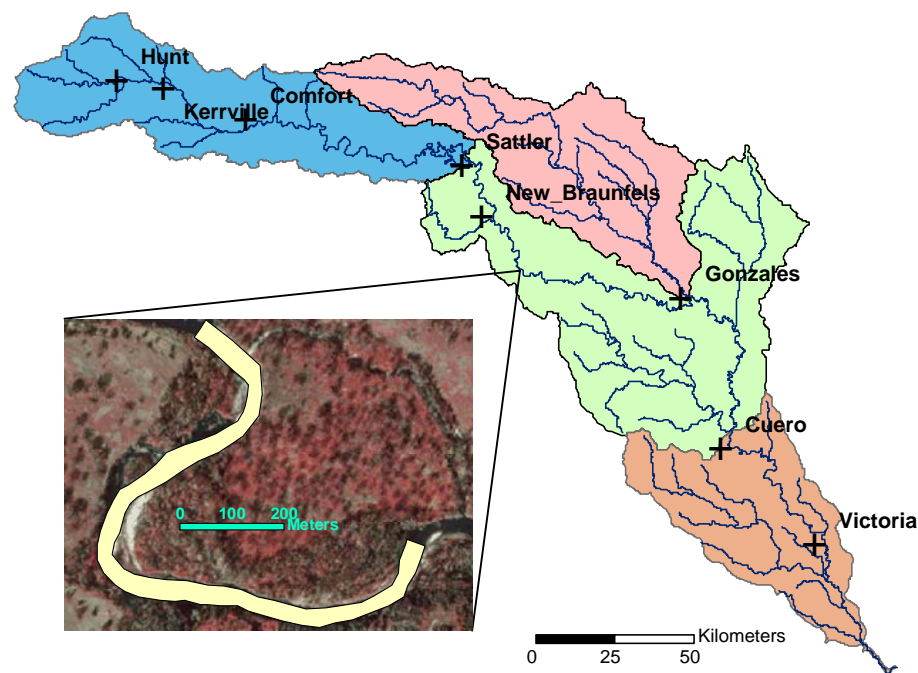 Hunt
Kerrville
Comfort
Sattler
New_Braunfels
Gonzales
0 100 200
Meters
Cuero
Victoria
Kilometers
0 25 50